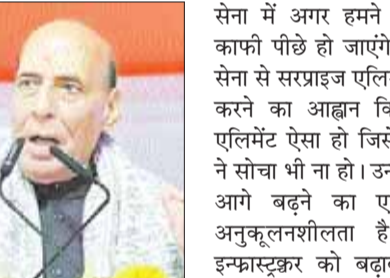 सेना में अगर हमने
काफी पीछे हो जाएंगे
सेना से सरप्राइज एलि
करने का आह्वान वि
एलिमेंट ऐसा हो जिसे
ने सोचा भी ना हो। उन
आगे बढ़ने का ए
अनुकूलनशीलता है
इन्फ्रास्ट्रक्चर को बढ़ा